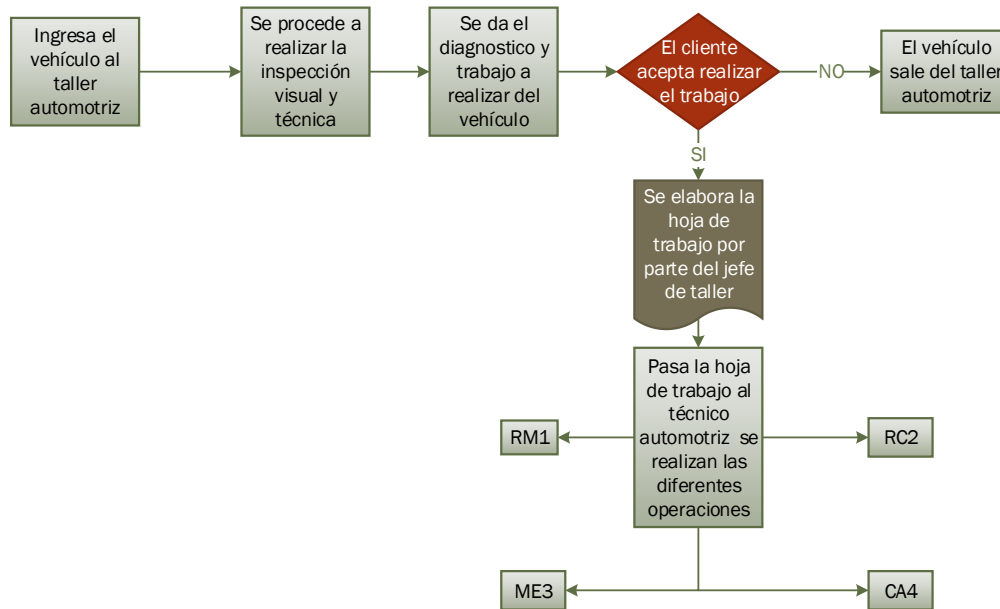 Ingresa el
vehículo al
taller
automotriz
Se procede a
realizar la
inspección
visual y
técnica
Se da el
diagnostico y
trabajo a
realizar del
vehículo
El cliente
acepta realizar
el trabajo
NO
El vehículo
sale del taller
automotriz
SI
Se elabora la
hoja de
trabajo por
parte del jefe
de taller
Pasa la hoja
de trabajo al
técnico
automotriz se
realizan las
diferentes
operaciones
RM1
RC2
ME3
CA4